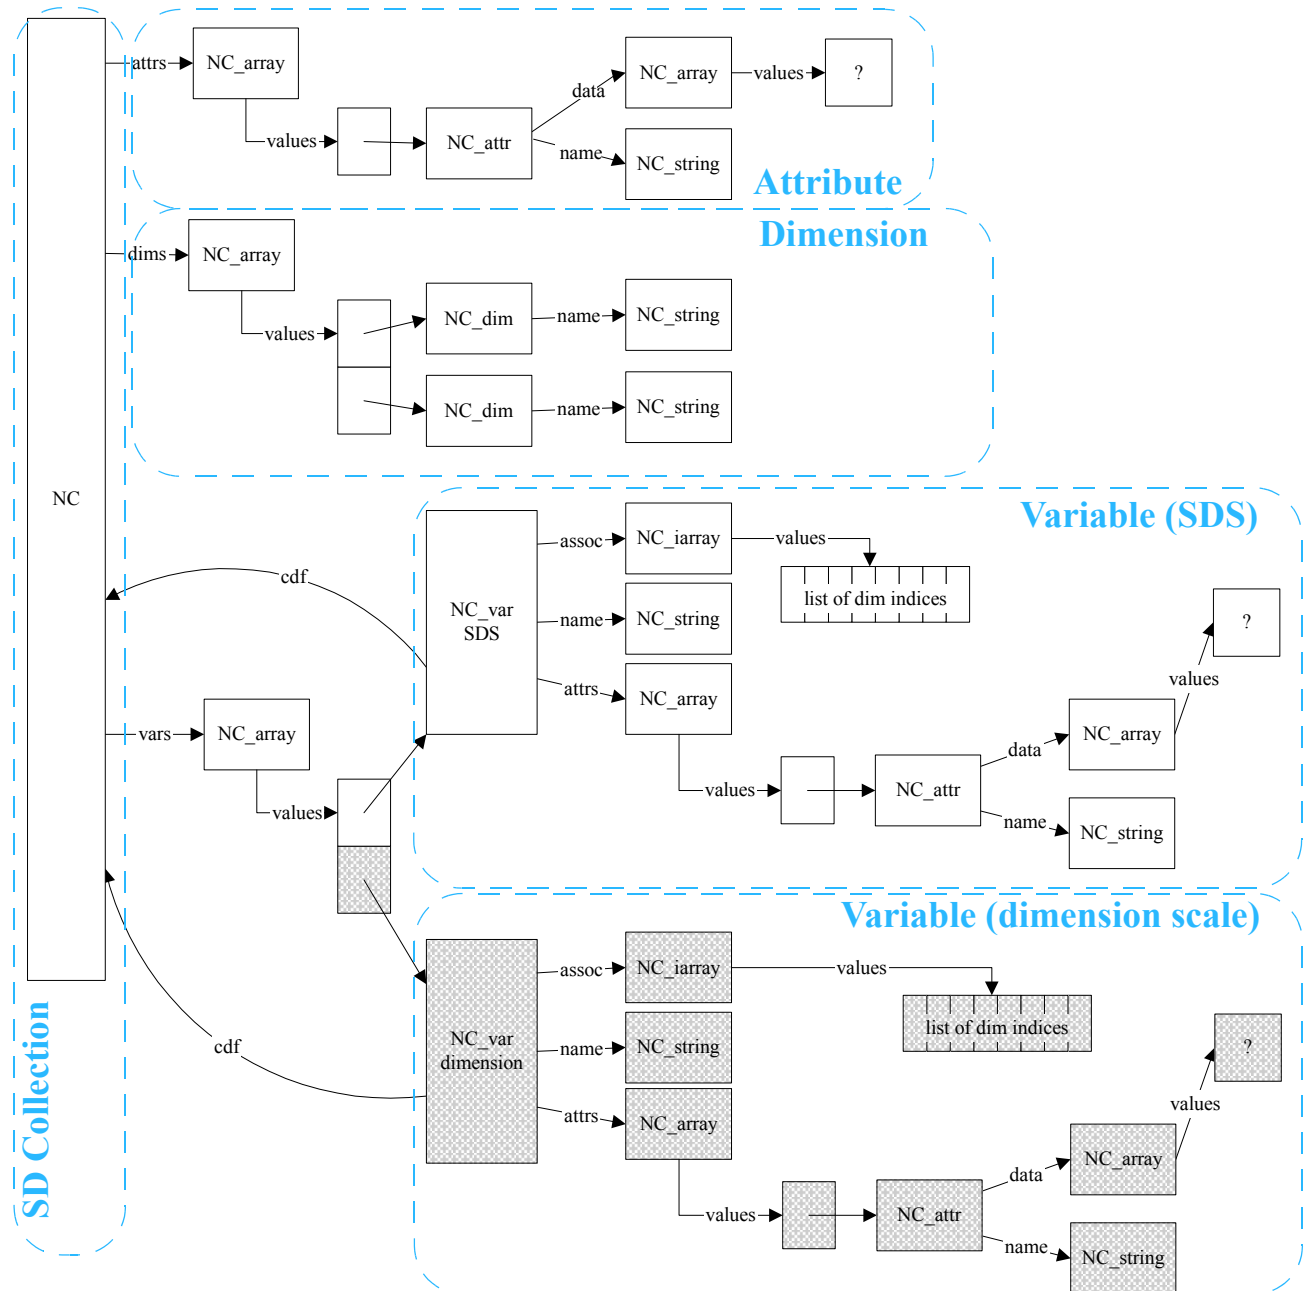 attrs
NC_array
values
NC_attr
data
NC_array
values
?
name
NC_string
Attribute
Dimension
dims
NC_array
values
NC_dim
name
NC_string
NC_dim
name
NC_string
NC
SD Collection
Variable (SDS)
cdf
NC_var
SDS
assoc
NC_iarray
values
list of dim indices
name
NC_string
attrs
NC_array
values
NC_attr
data
NC_array
values
?
name
NC_string
vars
NC_array
values
Variable (dimension scale)
cdf
NC_var
dimension
assoc
NC_iarray
values
list of dim indices
name
NC_string
attrs
NC_array
values
NC_attr
data
NC_array
values
?
name
NC_string